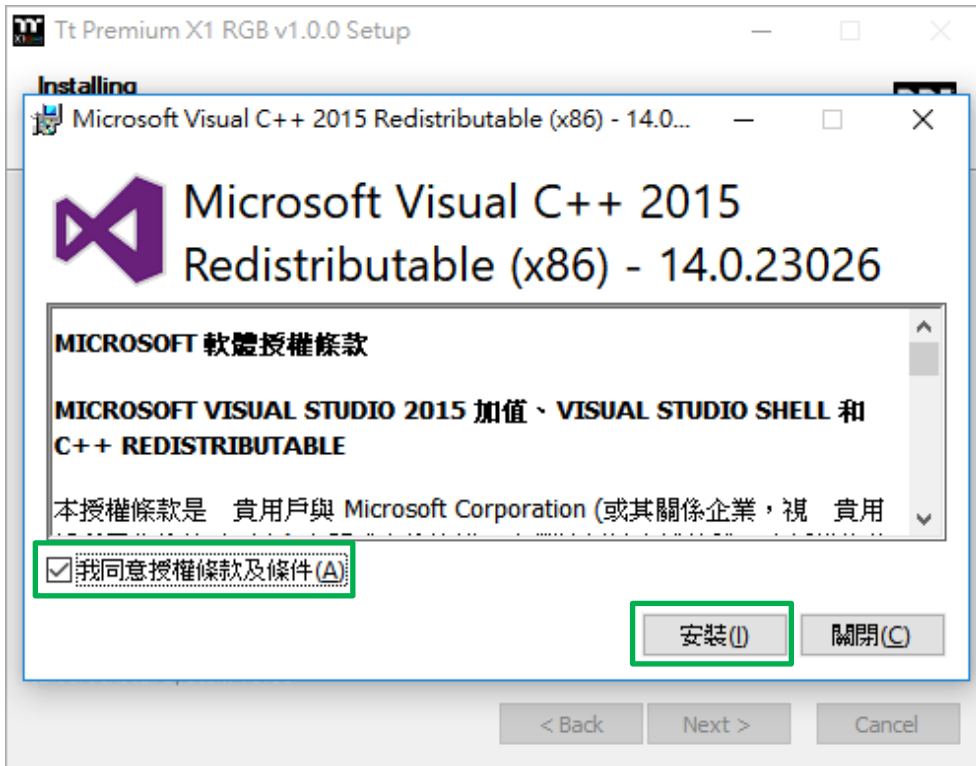 Tt Premium X1 RGB v1.0.0 Setup
Installing
Microsoft Visual C++ 2015 Redistributable (x86) - 14.0...
Microsoft Visual C++ 2015
Redistributable (x86) - 14.0.23026
MICROSOFT 軟體授權條款
MICROSOFT VISUAL STUDIO 2015 加值、VISUAL STUDIO SHELL 和
C++ REDISTRIBUTABLE
本授權條款是 貴用戶與 Microsoft Corporation (或其關係企業，視 貴用
我同意授權條款及條件(A)
安裝(I)
關閉(C)
< Back
Next >
Cancel